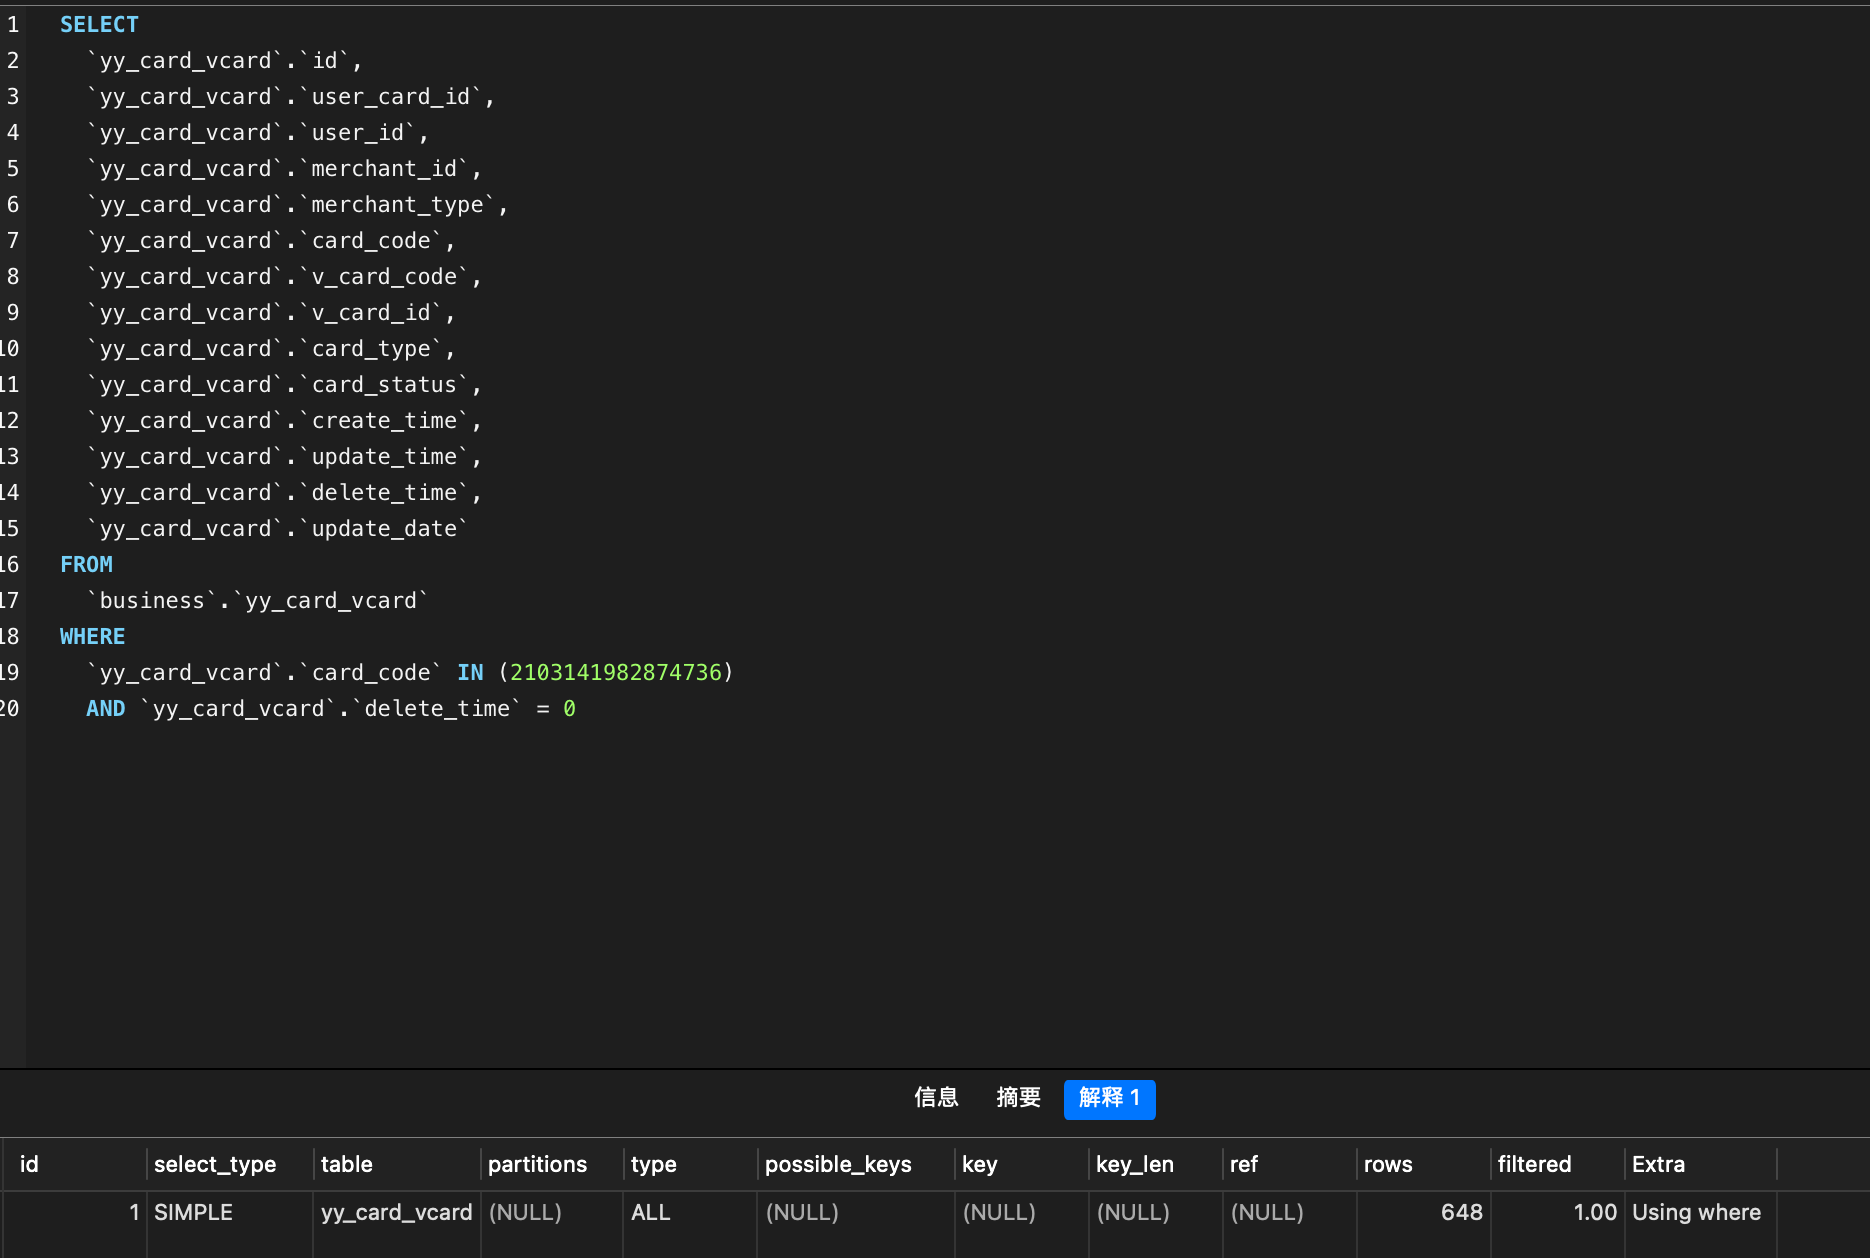 1 SELECT
2 `yy_card_vcard`.`id`,
3 `yy_card_vcard`.`user_card_id`,
4 `yy_card_vcard`.`user_id`,
5 `yy_card_vcard`.`merchant_id`,
6 `yy_card_vcard`.`merchant_type`,
7 `yy_card_vcard`.`card_code`,
8 `yy_card_vcard`.`v_card_code`,
9 `yy_card_vcard`.`v_card_id`,
10 `yy_card_vcard`.`card_type`,
11 `yy_card_vcard`.`card_status`,
12 `yy_card_vcard`.`create_time`,
13 `yy_card_vcard`.`update_time`,
14 `yy_card_vcard`.`delete_time`,
15 `yy_card_vcard`.`update_date`
16 FROM
17 `business`.`yy_card_vcard`
18 WHERE
19 `yy_card_vcard`.`card_code` IN (2103141982874736)
20 AND `yy_card_vcard`.`delete_time` = 0
信息 摘要 解释 1
id select_type table partitions type possible_keys key key_len ref rows filtered Extra
1 SIMPLE yy_card_vcard (NULL) ALL (NULL) (NULL) (NULL) (NULL) 648 1.00 Using where